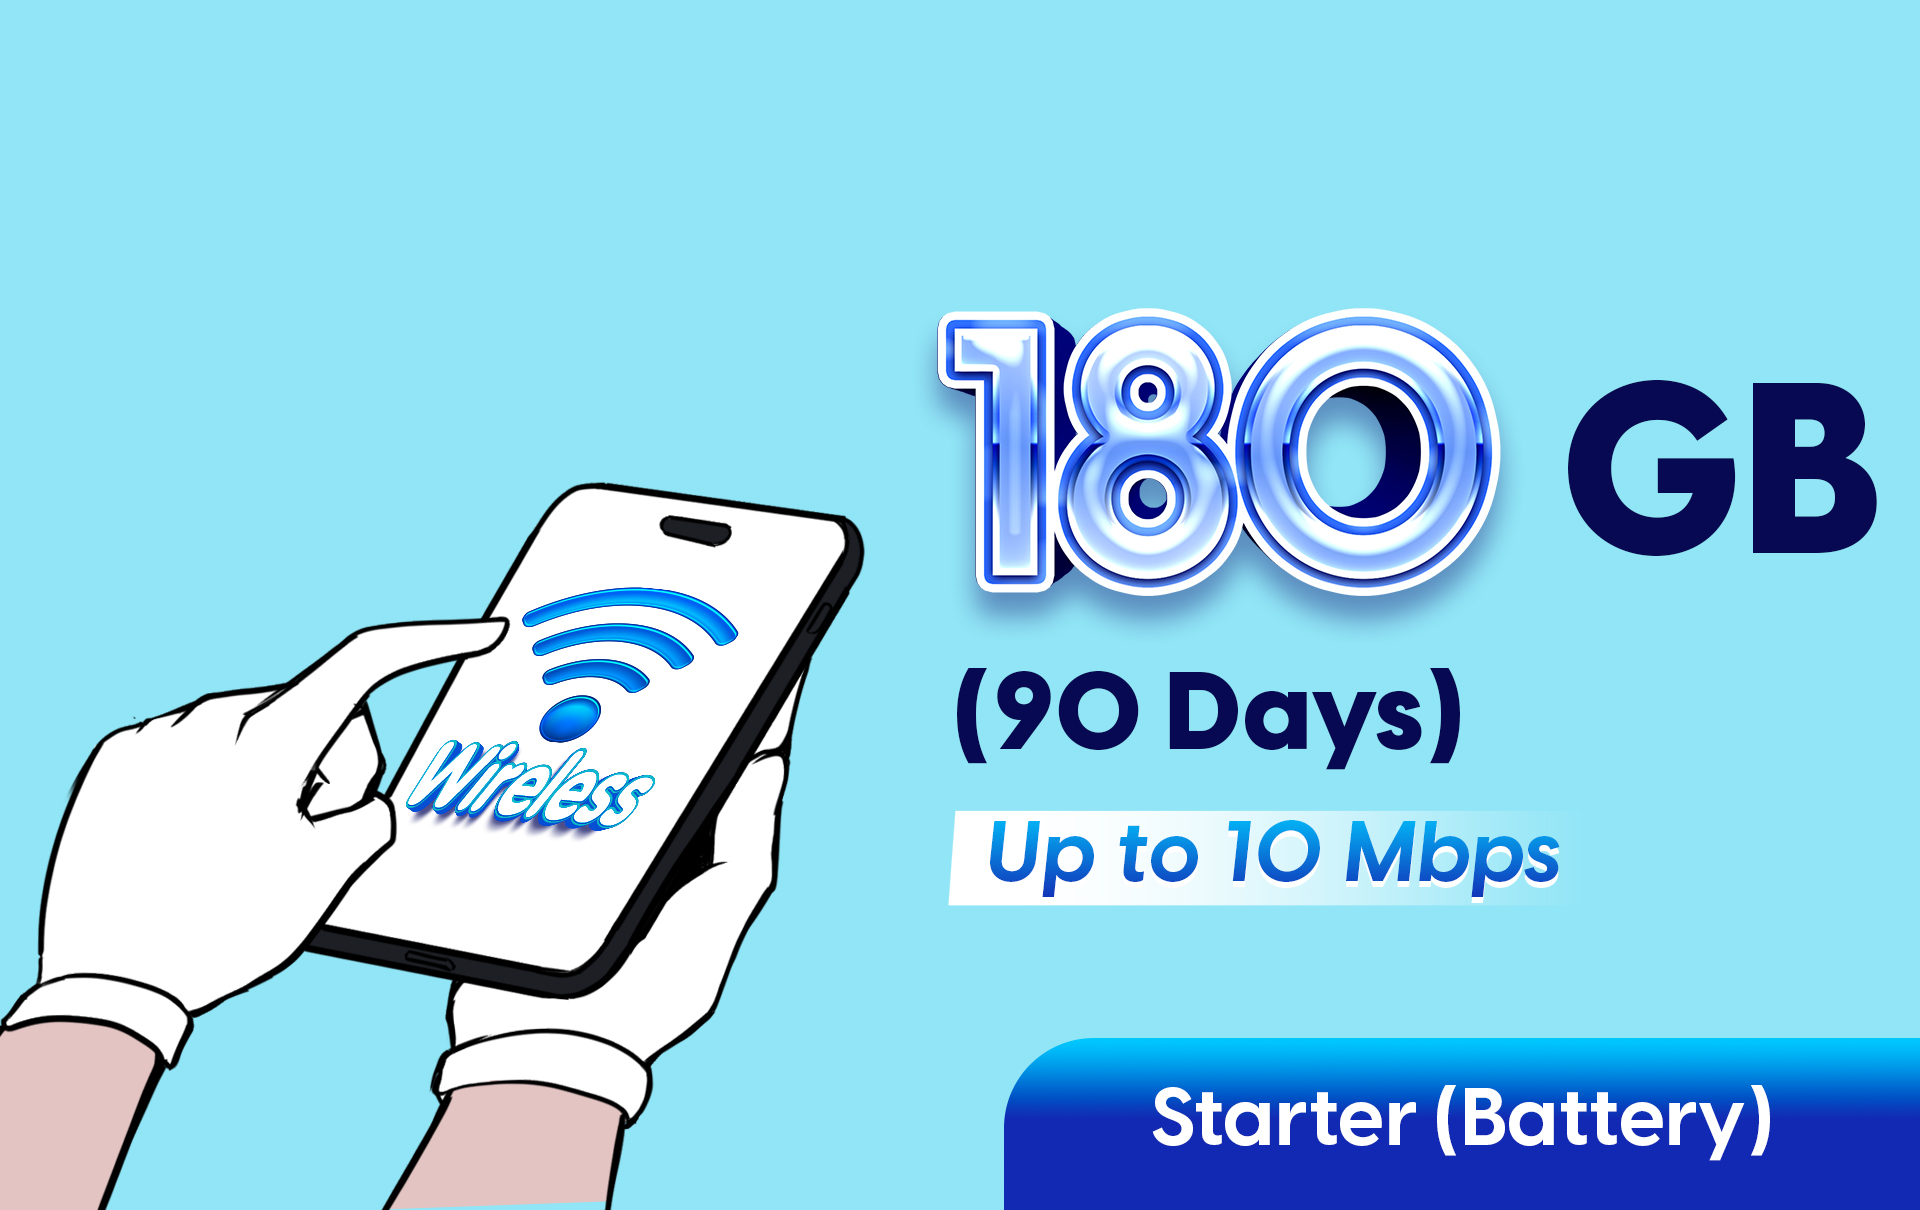 180 GB
(90 Days)
Up to 10 Mbps
Wireless
Starter (Battery)